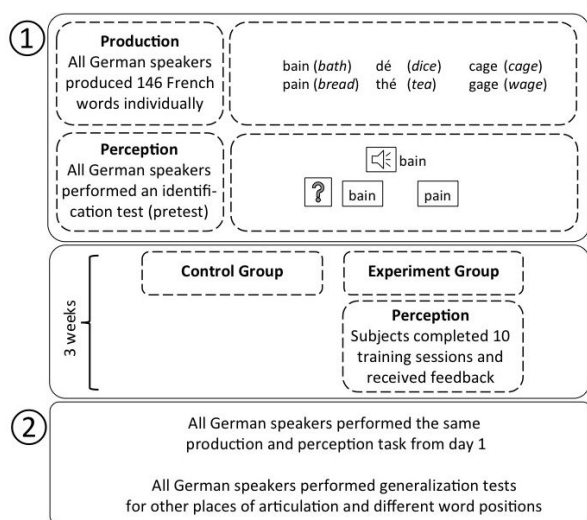 1
Production
All German speakers
produced 146 French
words individually
bain (bath) dé (dice) cage (cage)
pain (bread) thé (tea) gage (wage)
Perception
All German speakers
performed an identifi-
cation test (pretest)
bain
? bain pain
3 weeks
Control Group
Experiment Group
Perception
Subjects completed 10
training sessions and
received feedback
2
All German speakers performed the same
production and perception task from day 1
All German speakers performed generalization tests
for other places of articulation and different word positions